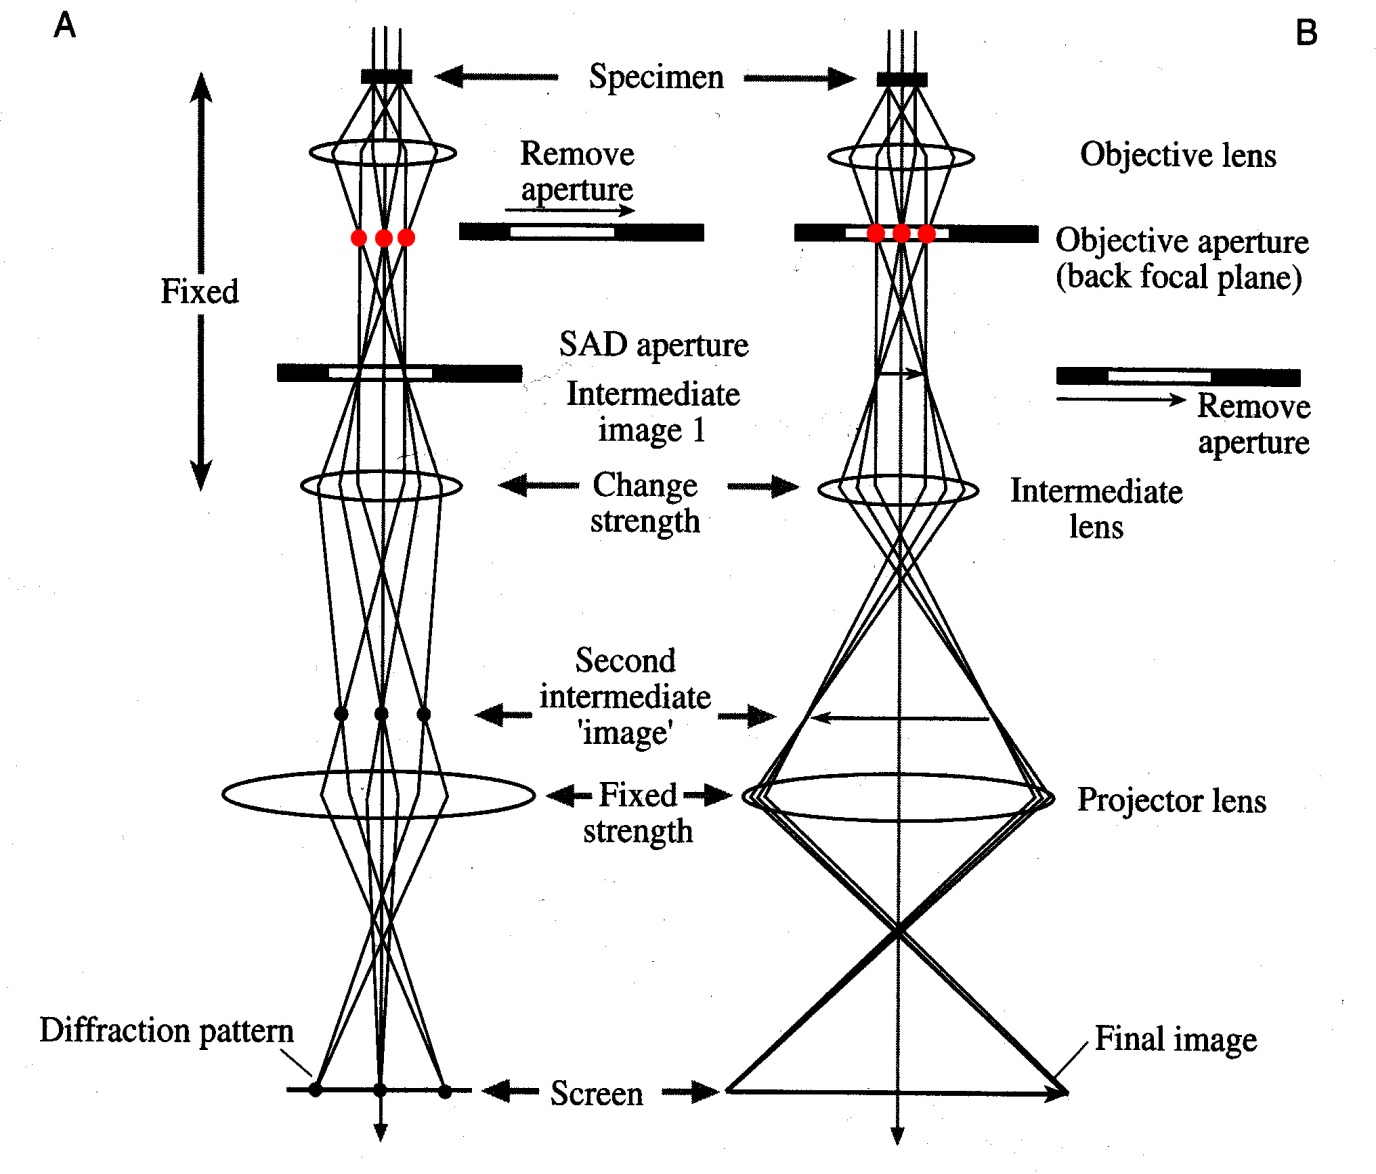 A
B
Specimen
Remove
aperture
Objective lens
Objective aperture
(back focal plane)
Fixed
SAD aperture
Intermediate
image 1
Remove
aperture
Change
strength
Intermediate
lens
Second
intermediate
'image'
Fixed
strength
Projector lens
Diffraction pattern
Final image
Screen